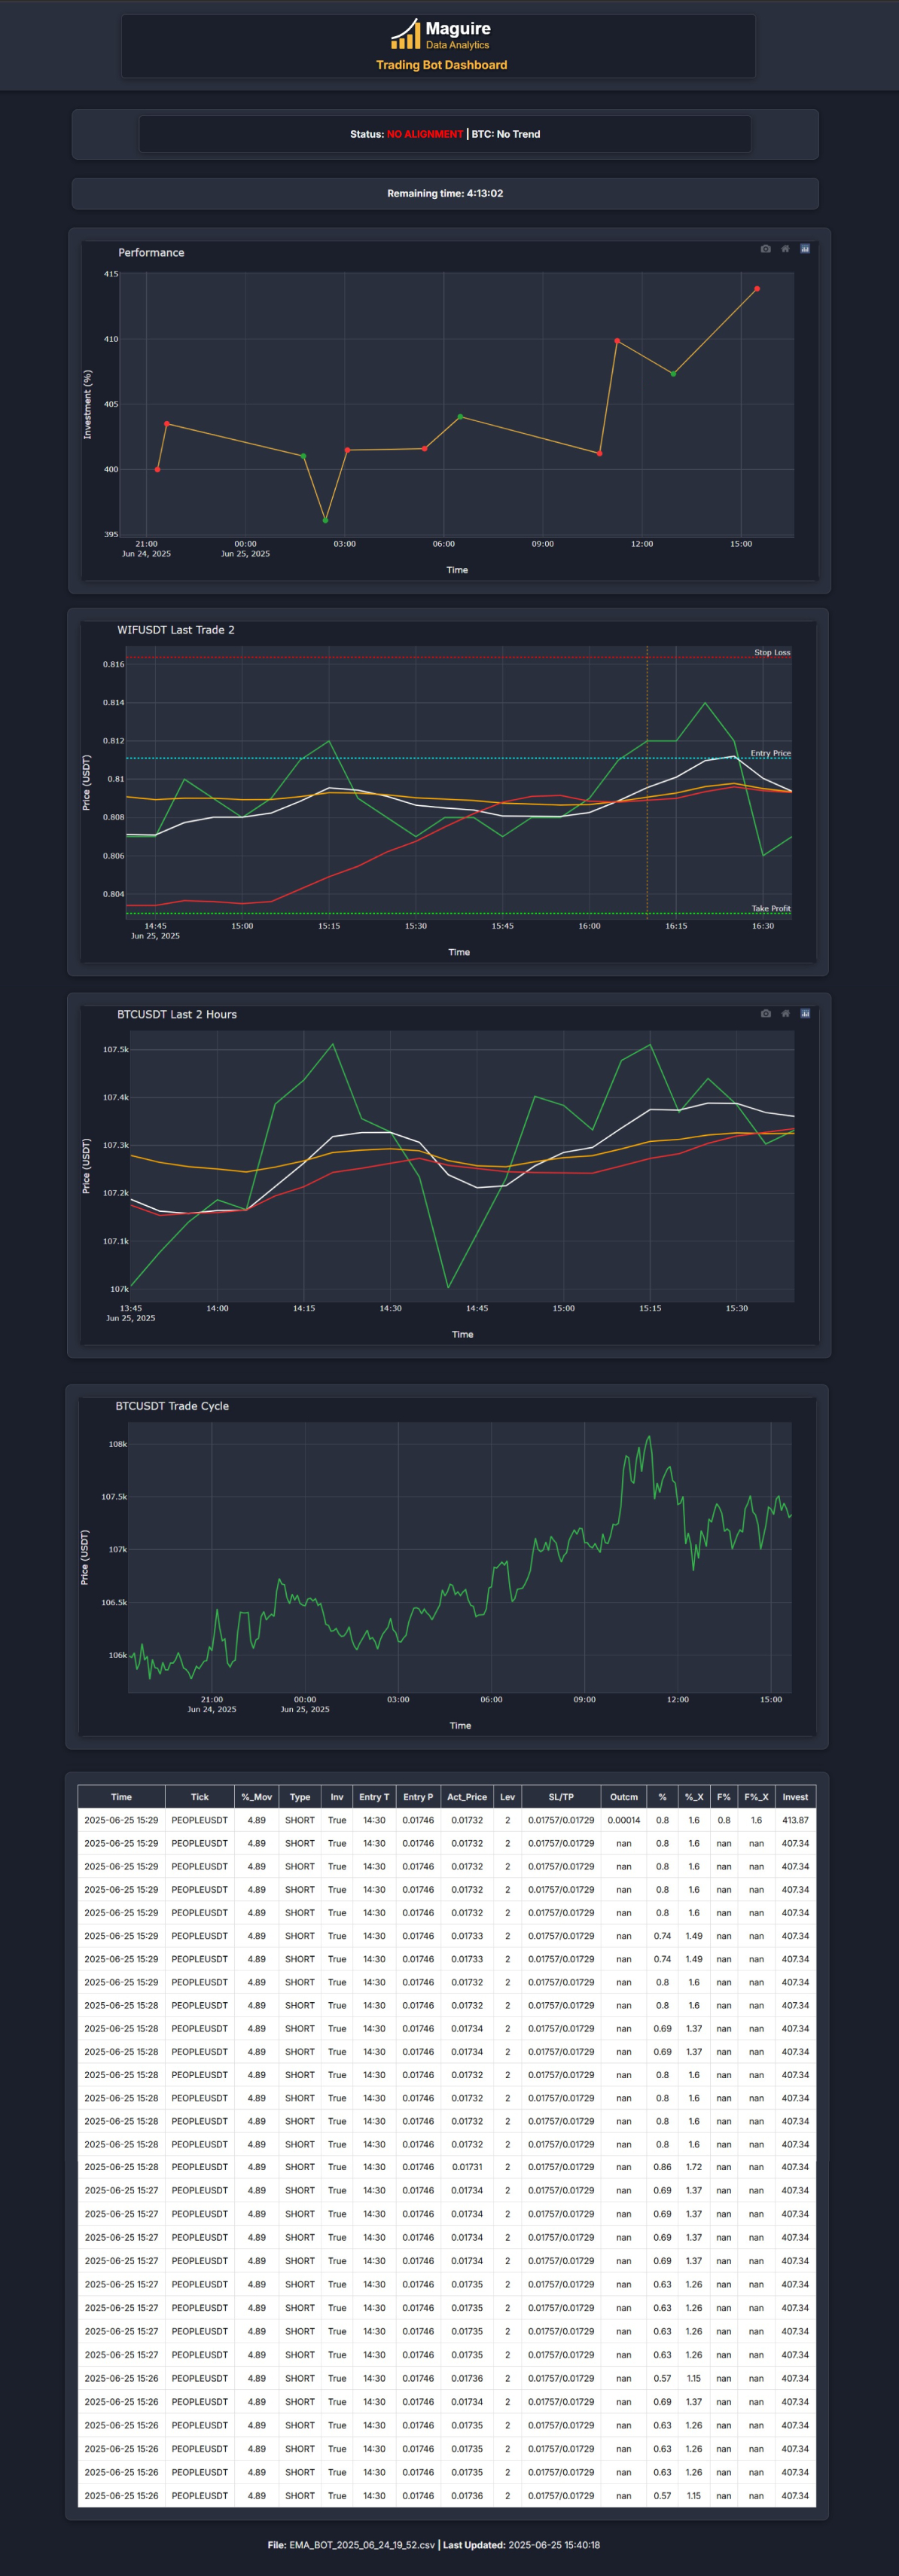 Maguire
Data Analytics
Trading Bot Dashboard
Status: NO ALIGNMENT | BTC: No Trend
Remaining time: 4:13:02
Performance
415
410
405
400
395
Investment (%)
21:00 00:00 03:00 06:00 09:00 12:00 15:00
Jun 24, 2025 Jun 25, 2025
Time
WIFUSDT Last Trade 2
Stop Loss
0.816
0.814
0.812
Entry Price
0.81
0.808
0.806
0.804
Take Profit
Price (USDT)
14:45 15:00 15:15 15:30 15:45 16:00 16:15 16:30
Jun 25, 2025
Time
BTCUSDT Last 2 Hours
107.5k
107.4k
107.3k
107.2k
107.1k
107k
Price (USDT)
13:45 14:00 14:15 14:30 14:45 15:00 15:15 15:30
Jun 25, 2025
Time
BTCUSDT Trade Cycle
108k
107.5k
107k
106.5k
106k
Price (USDT)
21:00 00:00 03:00 06:00 09:00 12:00 15:00
Jun 24, 2025 Jun 25, 2025
Time
Time Tick %_Mov Type Inv Entry T Entry P Act_Price Lev SL/TP Outcm % %_X F% F%_X Invest
2025-06-25 15:29 PEOPLEUSDT 4.89 SHORT True 14:30 0.01746 0.01732 2 0.01757/0.01729 0.00014 0.8 1.6 0.8 1.6 413.87
2025-06-25 15:29 PEOPLEUSDT 4.89 SHORT True 14:30 0.01746 0.01732 2 0.01757/0.01729 nan 0.8 1.6 nan nan 407.34
2025-06-25 15:29 PEOPLEUSDT 4.89 SHORT True 14:30 0.01746 0.01732 2 0.01757/0.01729 nan 0.8 1.6 nan nan 407.34
2025-06-25 15:29 PEOPLEUSDT 4.89 SHORT True 14:30 0.01746 0.01732 2 0.01757/0.01729 nan 0.8 1.6 nan nan 407.34
2025-06-25 15:29 PEOPLEUSDT 4.89 SHORT True 14:30 0.01746 0.01732 2 0.01757/0.01729 nan 0.8 1.6 nan nan 407.34
2025-06-25 15:29 PEOPLEUSDT 4.89 SHORT True 14:30 0.01746 0.01733 2 0.01757/0.01729 nan 0.74 1.49 nan nan 407.34
2025-06-25 15:29 PEOPLEUSDT 4.89 SHORT True 14:30 0.01746 0.01733 2 0.01757/0.01729 nan 0.74 1.49 nan nan 407.34
2025-06-25 15:29 PEOPLEUSDT 4.89 SHORT True 14:30 0.01746 0.01732 2 0.01757/0.01729 nan 0.8 1.6 nan nan 407.34
2025-06-25 15:28 PEOPLEUSDT 4.89 SHORT True 14:30 0.01746 0.01732 2 0.01757/0.01729 nan 0.8 1.6 nan nan 407.34
2025-06-25 15:28 PEOPLEUSDT 4.89 SHORT True 14:30 0.01746 0.01734 2 0.01757/0.01729 nan 0.69 1.37 nan nan 407.34
2025-06-25 15:28 PEOPLEUSDT 4.89 SHORT True 14:30 0.01746 0.01734 2 0.01757/0.01729 nan 0.69 1.37 nan nan 407.34
2025-06-25 15:28 PEOPLEUSDT 4.89 SHORT True 14:30 0.01746 0.01732 2 0.01757/0.01729 nan 0.8 1.6 nan nan 407.34
2025-06-25 15:28 PEOPLEUSDT 4.89 SHORT True 14:30 0.01746 0.01732 2 0.01757/0.01729 nan 0.8 1.6 nan nan 407.34
2025-06-25 15:28 PEOPLEUSDT 4.89 SHORT True 14:30 0.01746 0.01732 2 0.01757/0.01729 nan 0.8 1.6 nan nan 407.34
2025-06-25 15:28 PEOPLEUSDT 4.89 SHORT True 14:30 0.01746 0.01732 2 0.01757/0.01729 nan 0.8 1.6 nan nan 407.34
2025-06-25 15:28 PEOPLEUSDT 4.89 SHORT True 14:30 0.01746 0.01731 2 0.01757/0.01729 nan 0.86 1.72 nan nan 407.34
2025-06-25 15:27 PEOPLEUSDT 4.89 SHORT True 14:30 0.01746 0.01734 2 0.01757/0.01729 nan 0.69 1.37 nan nan 407.34
2025-06-25 15:27 PEOPLEUSDT 4.89 SHORT True 14:30 0.01746 0.01734 2 0.01757/0.01729 nan 0.69 1.37 nan nan 407.34
2025-06-25 15:27 PEOPLEUSDT 4.89 SHORT True 14:30 0.01746 0.01734 2 0.01757/0.01729 nan 0.69 1.37 nan nan 407.34
2025-06-25 15:27 PEOPLEUSDT 4.89 SHORT True 14:30 0.01746 0.01734 2 0.01757/0.01729 nan 0.69 1.37 nan nan 407.34
2025-06-25 15:27 PEOPLEUSDT 4.89 SHORT True 14:30 0.01746 0.01735 2 0.01757/0.01729 nan 0.63 1.26 nan nan 407.34
2025-06-25 15:27 PEOPLEUSDT 4.89 SHORT True 14:30 0.01746 0.01735 2 0.01757/0.01729 nan 0.63 1.26 nan nan 407.34
2025-06-25 15:27 PEOPLEUSDT 4.89 SHORT True 14:30 0.01746 0.01735 2 0.01757/0.01729 nan 0.63 1.26 nan nan 407.34
2025-06-25 15:27 PEOPLEUSDT 4.89 SHORT True 14:30 0.01746 0.01735 2 0.01757/0.01729 nan 0.63 1.26 nan nan 407.34
2025-06-25 15:26 PEOPLEUSDT 4.89 SHORT True 14:30 0.01746 0.01736 2 0.01757/0.01729 nan 0.57 1.15 nan nan 407.34
2025-06-25 15:26 PEOPLEUSDT 4.89 SHORT True 14:30 0.01746 0.01734 2 0.01757/0.01729 nan 0.69 1.37 nan nan 407.34
2025-06-25 15:26 PEOPLEUSDT 4.89 SHORT True 14:30 0.01746 0.01735 2 0.01757/0.01729 nan 0.63 1.26 nan nan 407.34
2025-06-25 15:26 PEOPLEUSDT 4.89 SHORT True 14:30 0.01746 0.01735 2 0.01757/0.01729 nan 0.63 1.26 nan nan 407.34
2025-06-25 15:26 PEOPLEUSDT 4.89 SHORT True 14:30 0.01746 0.01735 2 0.01757/0.01729 nan 0.63 1.26 nan nan 407.34
2025-06-25 15:26 PEOPLEUSDT 4.89 SHORT True 14:30 0.01746 0.01736 2 0.01757/0.01729 nan 0.57 1.15 nan nan 407.34
File: EMA_BOT_2025_06_24_19_52.csv | Last Updated: 2025-06-25 15:40:18